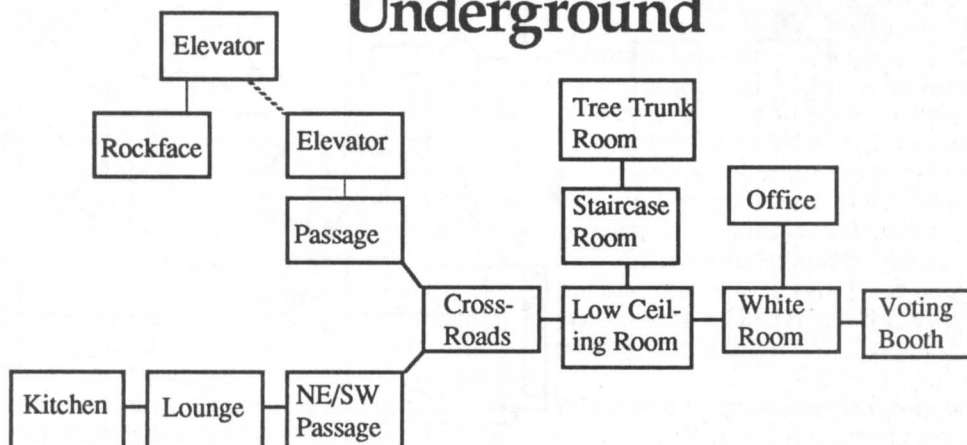 Underground
Elevator
Rockface
Elevator
Tree Trunk
Room
Passage
Staircase
Room
Office
Cross-
Roads
Low Ceil-
ing Room
White
Room
Voting
Booth
Kitchen
Lounge
NE/SW
Passage